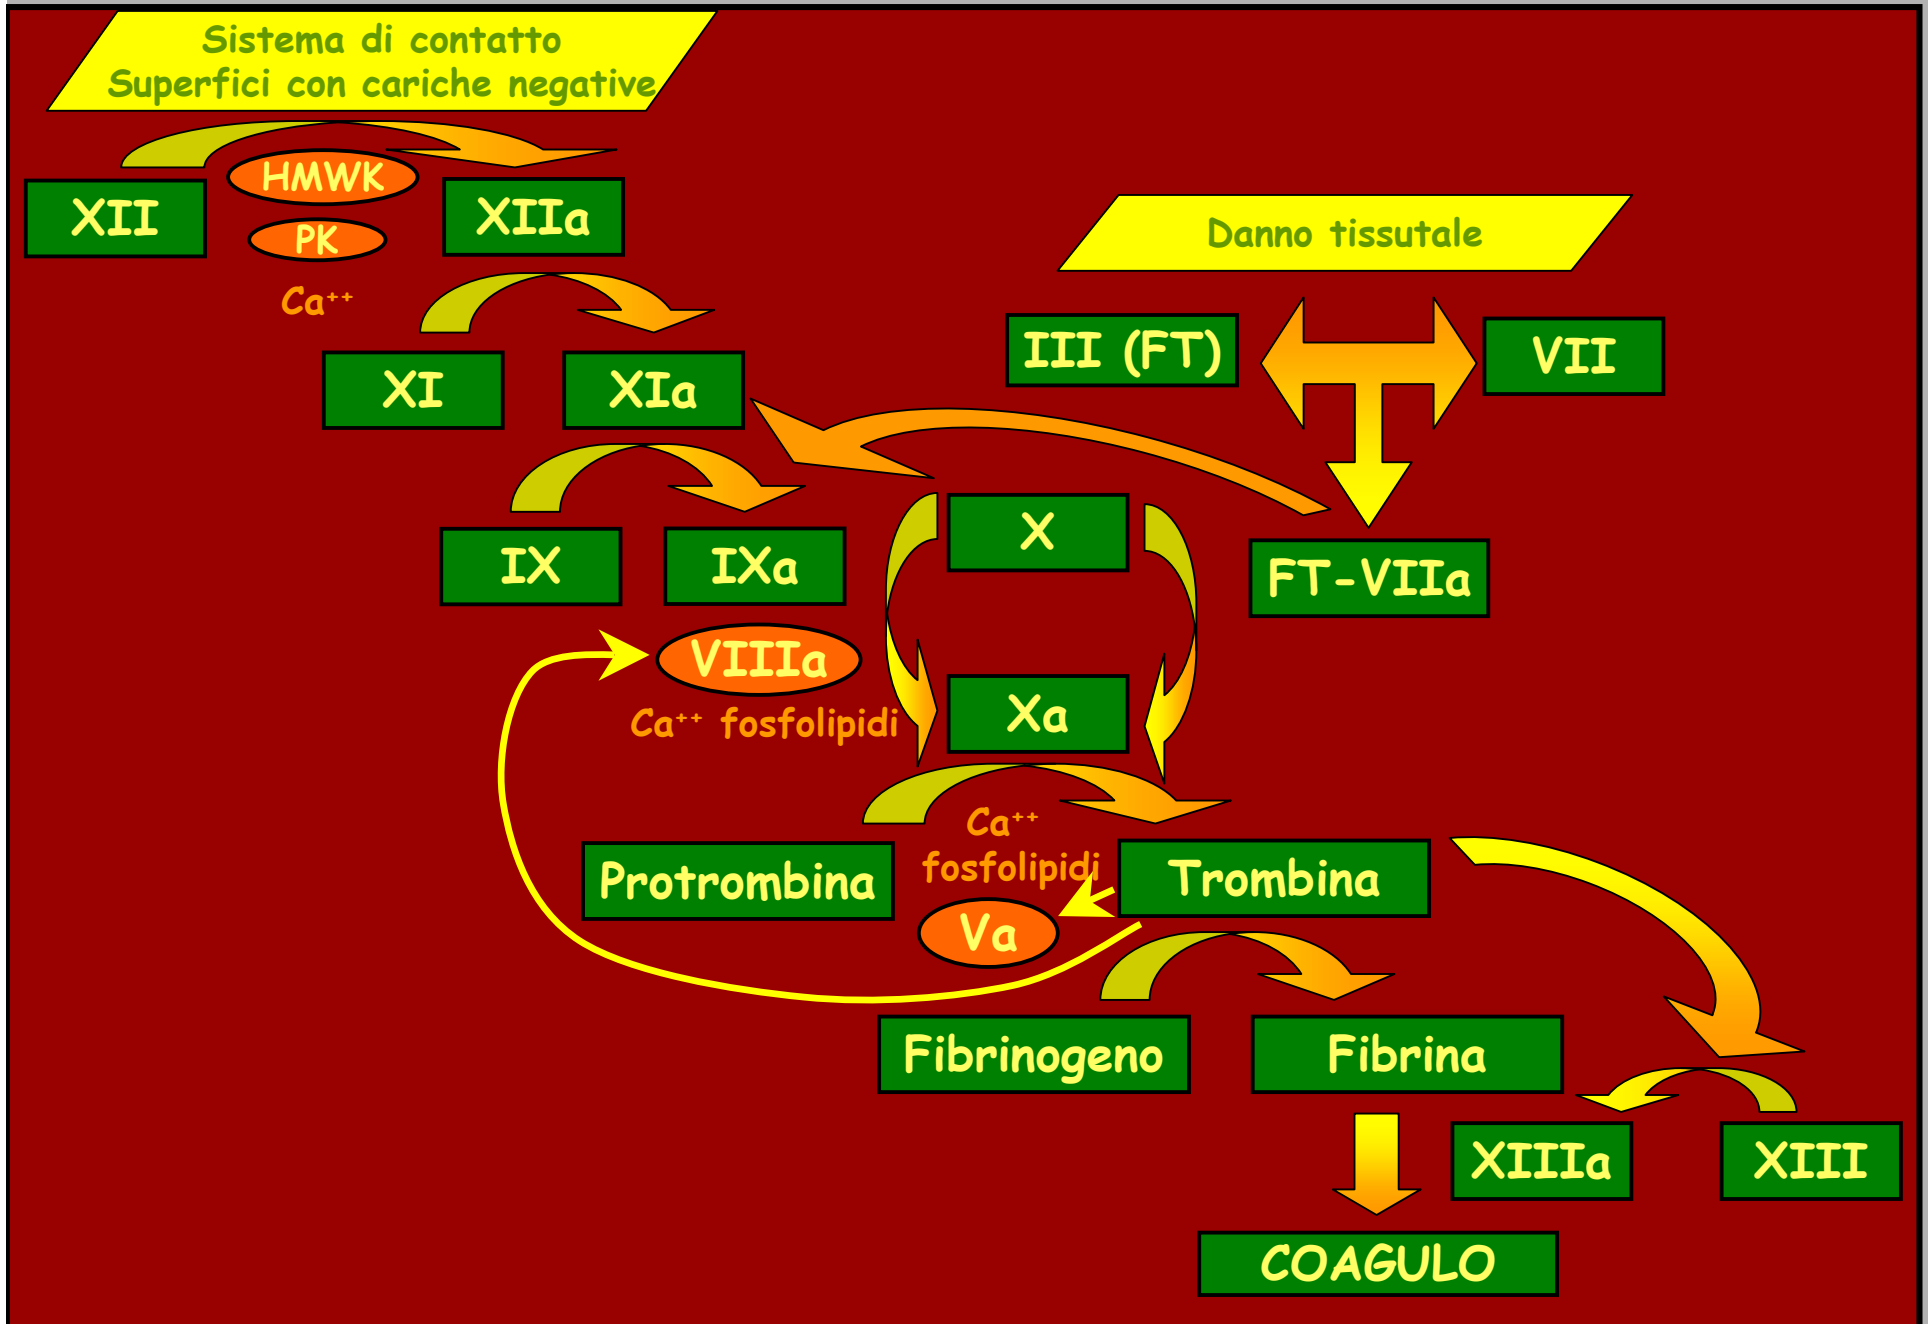 Sistema di contatto
Superfici con cariche negative
HMWK
XII
XIIa
PK
Danno tissutale
Ca⁺⁺
III (FT)
VII
XI
XIa
X
IX
IXa
FT-VIIa
VIIIa
Xa
Ca⁺⁺ fosfolipidi
Ca⁺⁺
fosfolipidi
Protrombina
Trombina
Va
Fibrinogeno
Fibrina
XIIIa
XIII
COAGULO